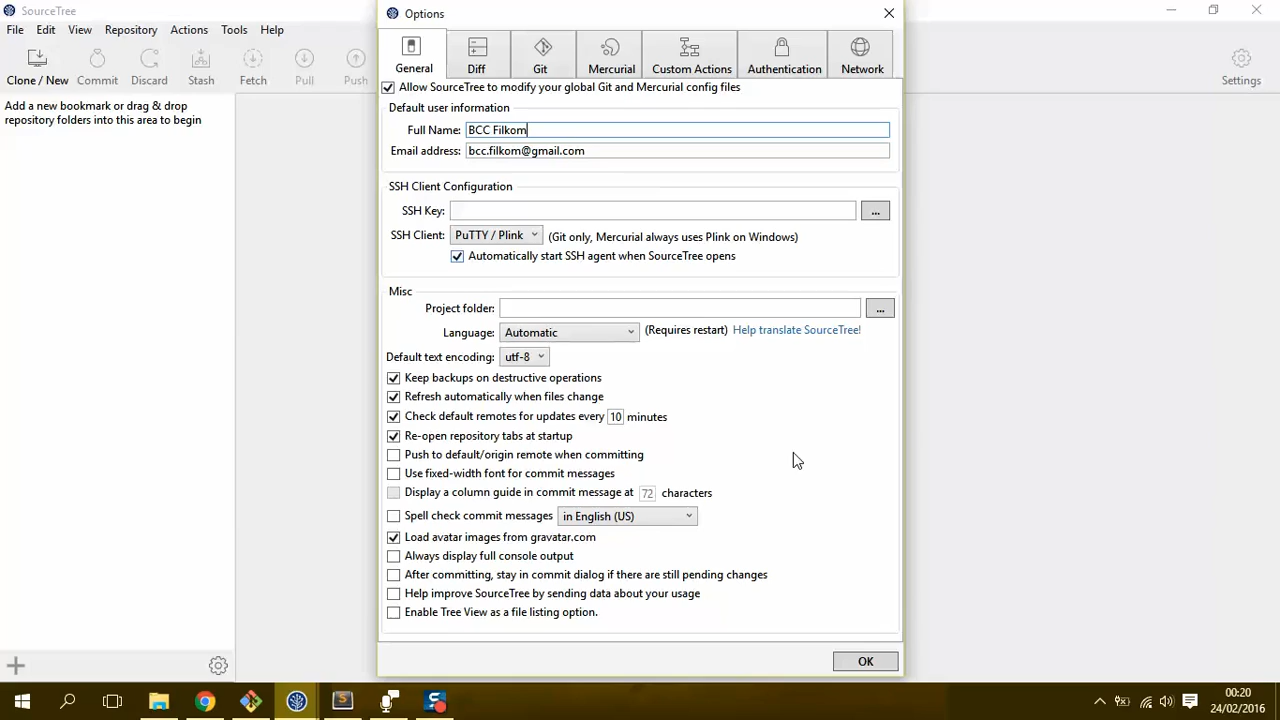 SourceTree
File Edit View Repository Actions Tools Help
Clone / New Commit Discard Stash Fetch Pull Push Settings
Add a new bookmark or drag & drop
repository folders into this area to begin
Options
General Diff Git Mercurial Custom Actions Authentication Network
Allow SourceTree to modify your global Git and Mercurial config files
Default user information
Full Name: BCC Filkom
Email address: bcc.filkom@gmail.com
SSH Client Configuration
SSH Key: ...
SSH Client: PuTTY / Plink (Git only, Mercurial always uses Plink on Windows)
Automatically start SSH agent when SourceTree opens
Misc
Project folder: ...
Language: Automatic (Requires restart) Help translate SourceTree!
Default text encoding: utf-8
Keep backups on destructive operations
Refresh automatically when files change
Check default remotes for updates every 10 minutes
Re-open repository tabs at startup
Push to default/origin remote when committing
Use fixed-width font for commit messages
Display a column guide in commit message at 72 characters
Spell check commit messages in English (US)
Load avatar images from gravatar.com
Always display full console output
After committing, stay in commit dialog if there are still pending changes
Help improve SourceTree by sending data about your usage
Enable Tree View as a file listing option.
OK
00:20
24/02/2016